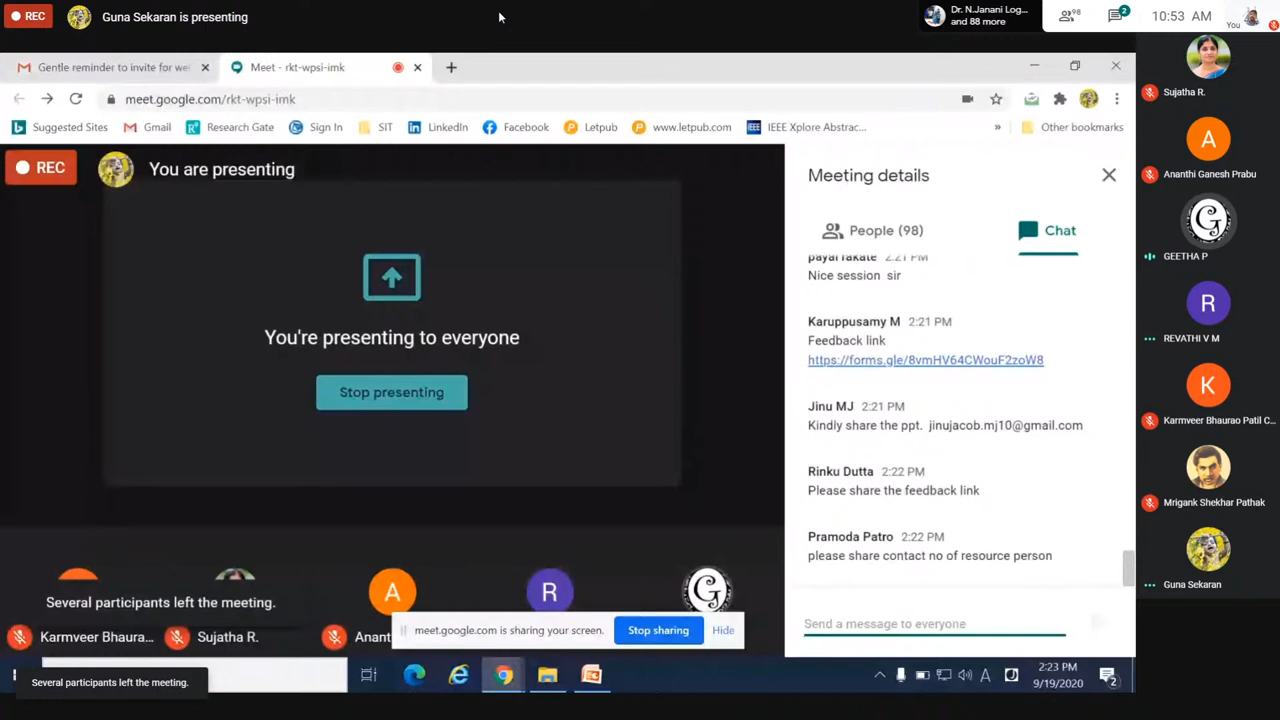 REC
Guna Sekaran is presenting
Dr. N.Janani Log...
and 88 more
98
2
10:53 AM
You
Gentle reminder to invite for we
Meet - rkt-wpsi-imk
meet.google.com/rkt-wpsi-imk
Suggested Sites
Gmail
Research Gate
Sign In
SIT
LinkedIn
Facebook
Letpub
www.letpub.com
IEEE Xplore Abstrac...
»
Other bookmarks
REC
You are presenting
You're presenting to everyone
Stop presenting
Several participants left the meeting.
Karmveer Bhaura...
Sujatha R.
Anant
meet.google.com is sharing your screen.
Stop sharing
Hide
Several participants left the meeting.
Meeting details
People (98)
Chat
payal rakate 2:21 PM
Nice session sir
Karuppusamy M 2:21 PM
Feedback link
https://forms.gle/8vmHV64CWouF2zoW8
Jinu MJ 2:21 PM
Kindly share the ppt. jinujacob.mj10@gmail.com
Rinku Dutta 2:22 PM
Please share the feedback link
Pramoda Patro 2:22 PM
please share contact no of resource person
Send a message to everyone
2:23 PM
9/19/2020
2
Sujatha R.
A
Ananthi Ganesh Prabu
G
GEETHA P
R
REVATHI V M
K
Karmveer Bhaurao Patil C...
Mrigank Shekhar Pathak
Guna Sekaran